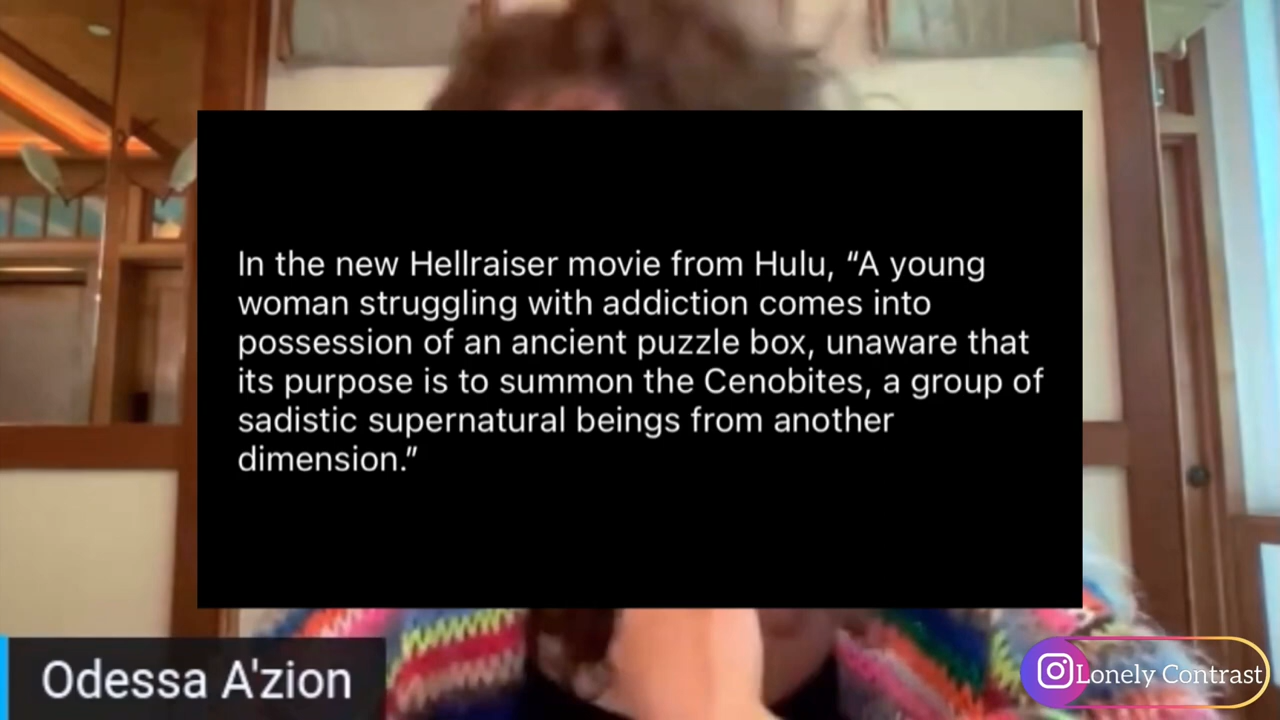 In the new Hellraiser movie from Hulu, “A young
woman struggling with addiction comes into
possession of an ancient puzzle box, unaware that
its purpose is to summon the Cenobites, a group of
sadistic supernatural beings from another
dimension.”
Odessa A'zion
Lonely Contrast